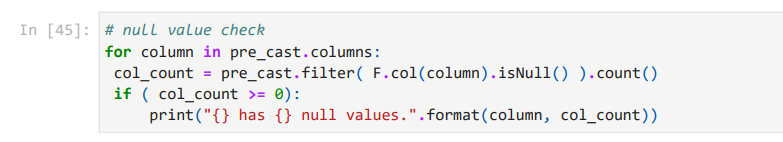 In [45]: # null value check
for column in pre_cast.columns:
 col_count = pre_cast.filter( F.col(column).isNull() ).count()
 if ( col_count >= 0):
     print("{} has {} null values.".format(column, col_count))